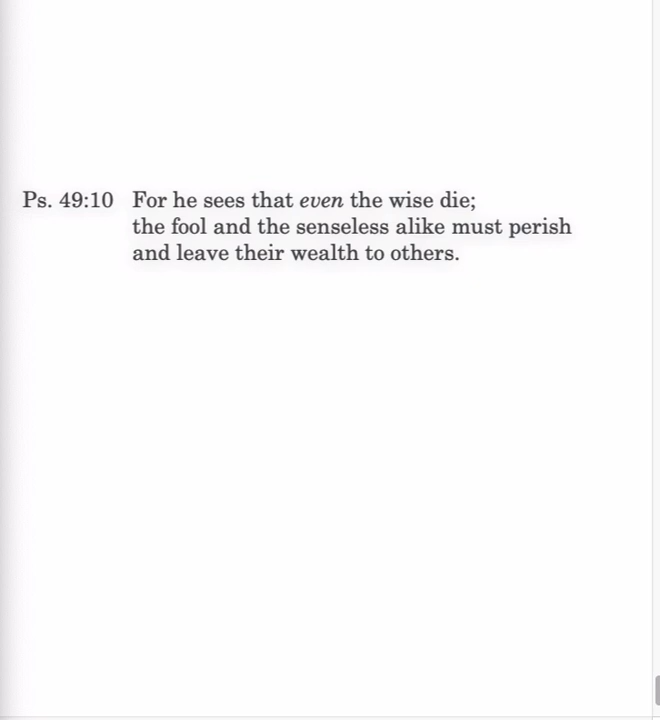 Ps. 49:10 For he sees that even the wise die;
the fool and the senseless alike must perish
and leave their wealth to others.